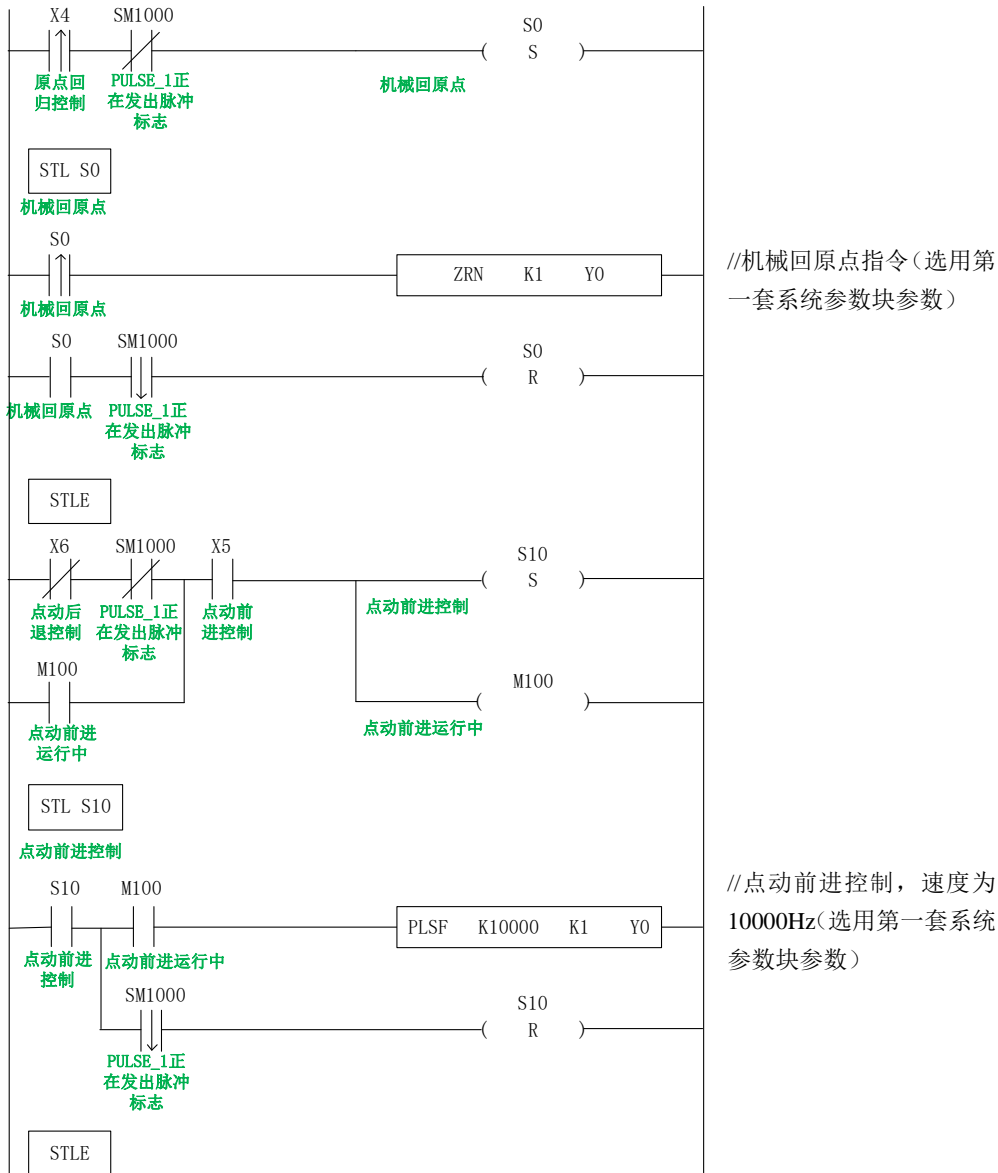 X4 SM1000
S0
( S )
原点回
归控制
PULSE_1正
在发出脉冲
标志
机械回原点
STL S0
机械回原点
S0
ZRN K1 Y0
机械回原点
//机械回原点指令（选用第
一套系统参数块参数）
S0 SM1000
S0
( R )
机械回原点
PULSE_1正
在发出脉冲
标志
STLE
X6 SM1000 X5
S10
( S )
点动后
退控制
PULSE_1正
在发出脉冲
标志
点动前
进控制
点动前进控制
M100
M100
( )
点动前进
运行中
点动前进运行中
STL S10
点动前进控制
S10 M100
PLSF K10000 K1 Y0
点动前进
控制
点动前进运行中
//点动前进控制，速度为
10000Hz（选用第一套系统
参数块参数）
SM1000
S10
( R )
PULSE_1正
在发出脉冲
标志
STLE